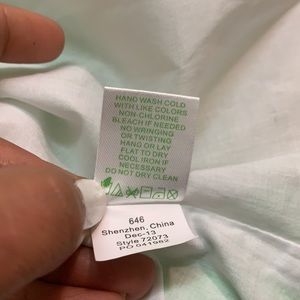 HAND WASH COLD
WITH LIKE COLORS
NON-CHLORINE
BLEACH IF NEEDED
NO WRINGING
OR TWISTING
HANG OR LAY
FLAT TO DRY
COOL IRON IF
NECESSARY
DO NOT DRY CLEAN
646
Shenzhen, China
Dec-13
Style 72073
PO 041982